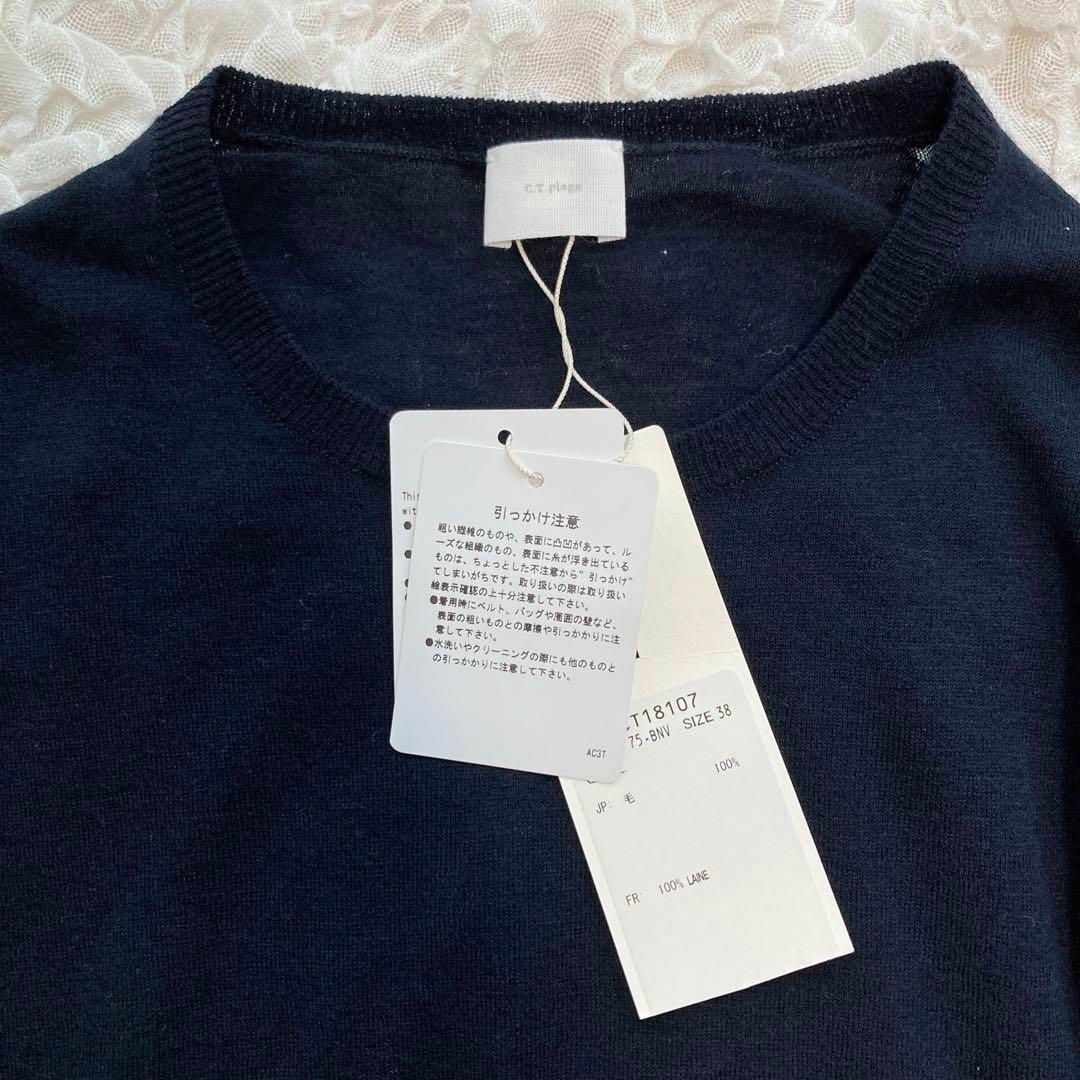 C.T. plage
Thi
wit
引っかけ注意
粗い繊維のものや、表面に凸凹があって、ル
ーズな組織のもの、表面に糸が浮き出ている
ものは、ちょっとした不注意から"引っかけ"
てしまいがちです。取り扱いの際は取り扱い
絵表示確認の上十分注意して下さい。
●着用時にベルト、バッグや周囲の壁など、
表面の粗いものとの摩擦や引っかかりに注
意して下さい。
●水洗いやクリーニングの際にも他のものと
の引っかかりに注意して下さい。
AC3T
CT18107
75-BNV SIZE 38
100%
JP: 毛
FR: 100% LAINE